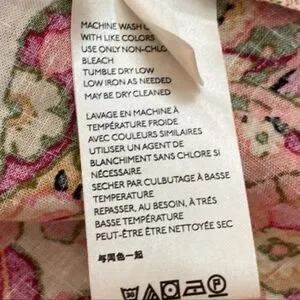 MACHINE WASH
WITH LIKE COLORS
USE ONLY NON-CHLO
BLEACH
TUMBLE DRY LOW
LOW IRON AS NEEDED
MAY BE DRY CLEANED
LAVAGE EN MACHINE À
TEMPÉRATURE FROIDE
AVEC COULEURS SIMILAIRES
UTILISER UN AGENT DE
BLANCHIMENT SANS CHLORE SI
NÉCESSAIRE
SECHER PAR CULBUTAGE À BASSE
TEMPERATURE
REPASSER, AU BESOIN, À TRÈS
BASSE TEMPÉRATURE
PEUT-ÊTRE ÊTRE NETTOYÉE SEC
与同色一起
30
P